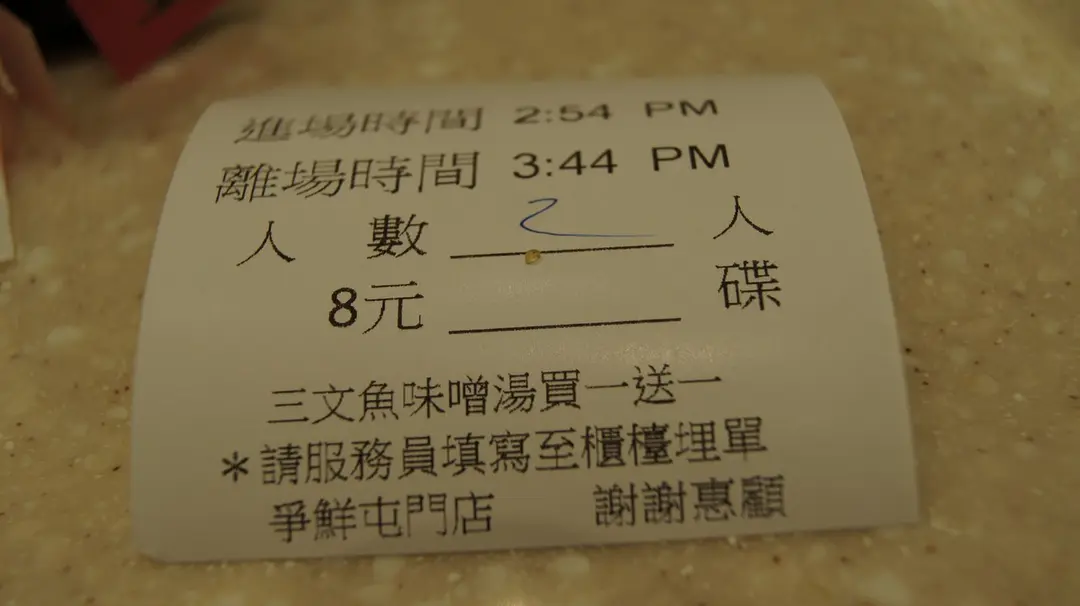 進場時間 2:54 PM
離場時間 3:44 PM
人 數 2 人
8元 碟
三文魚味噌湯買一送一
*請服務員填寫至櫃檯埋單
爭鮮屯門店 謝謝惠顧